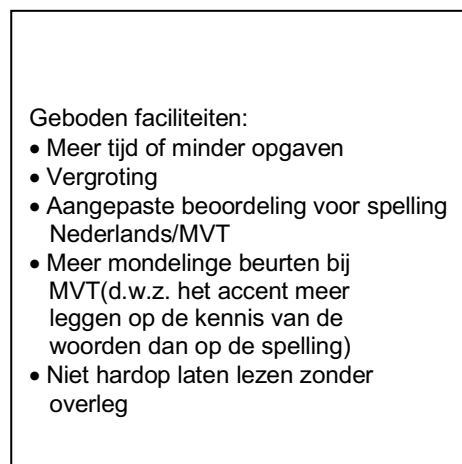 Geboden faciliteiten:
• Meer tijd of minder opgaven
• Vergroting
• Aangepaste beoordeling voor spelling
Nederlands/MVT
• Meer mondelinge beurten bij
MVT(d.w.z. het accent meer
leggen op de kennis van de
woorden dan op de spelling)
• Niet hardop laten lezen zonder
overleg